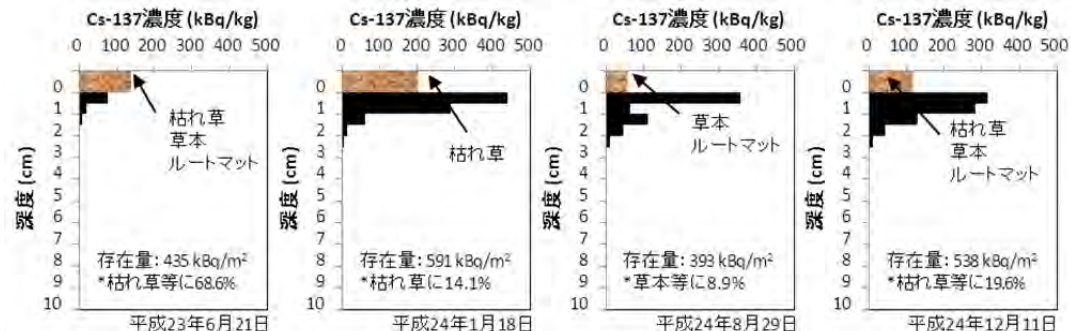 Cs-137濃度 (kBq/kg)
0 100 200 300 400 500
深度 (cm)
0
1
2
3
4
5
6
7
8
9
10
枯れ草
草本
ルートマット
存在量: 435 kBq/m²
*枯れ草等に68.6%
平成23年6月21日
Cs-137濃度 (kBq/kg)
0 100 200 300 400 500
深度 (cm)
0
1
2
3
4
5
6
7
8
9
10
枯れ草
存在量: 591 kBq/m²
*枯れ草に14.1%
平成24年1月18日
Cs-137濃度 (kBq/kg)
0 100 200 300 400 500
深度 (cm)
0
1
2
3
4
5
6
7
8
9
10
草本
ルートマット
存在量: 393 kBq/m²
*草本等に8.9%
平成24年8月29日
Cs-137濃度 (kBq/kg)
0 100 200 300 400 500
深度 (cm)
0
1
2
3
4
5
6
7
8
9
10
枯れ草
草本
ルートマット
存在量: 538 kBq/m²
*枯れ草等に19.6%
平成24年12月11日